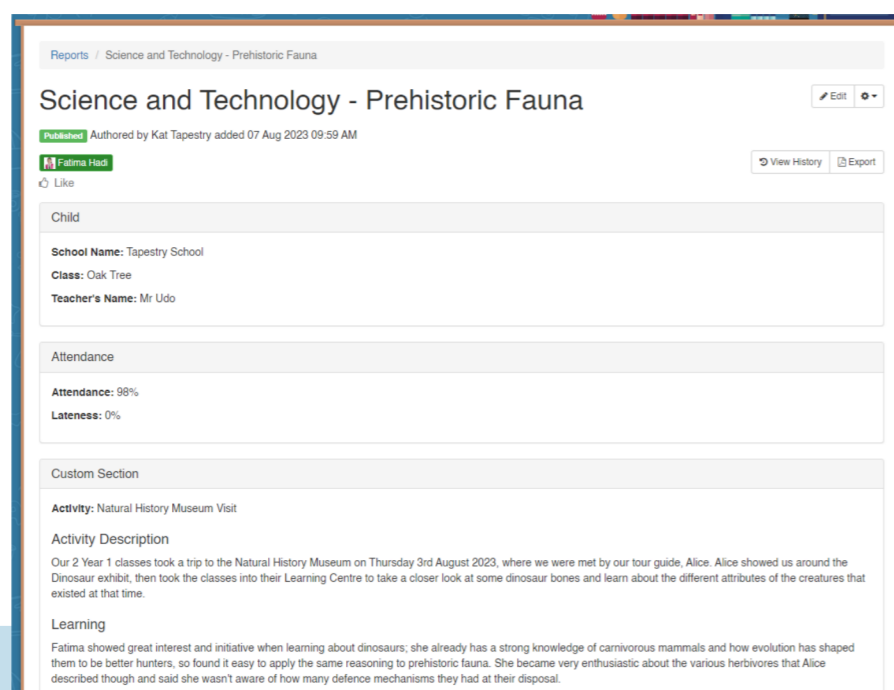 Reports / Science and Technology - Prehistoric Fauna
Science and Technology - Prehistoric Fauna
Edit
Published Authored by Kat Tapestry added 07 Aug 2023 09:59 AM
Fatima Hadi
View History Export
Like
Child
School Name: Tapestry School
Class: Oak Tree
Teacher's Name: Mr Udo
Attendance
Attendance: 98%
Lateness: 0%
Custom Section
Activity: Natural History Museum Visit
Activity Description
Our 2 Year 1 classes took a trip to the Natural History Museum on Thursday 3rd August 2023, where we were met by our tour guide, Alice. Alice showed us around the
Dinosaur exhibit, then took the classes into their Learning Centre to take a closer look at some dinosaur bones and learn about the different attributes of the creatures that
existed at that time.
Learning
Fatima showed great interest and initiative when learning about dinosaurs; she already has a strong knowledge of carnivorous mammals and how evolution has shaped
them to be better hunters, so found it easy to apply the same reasoning to prehistoric fauna. She became very enthusiastic about the various herbivores that Alice
described though and said she wasn't aware of how many defence mechanisms they had at their disposal.